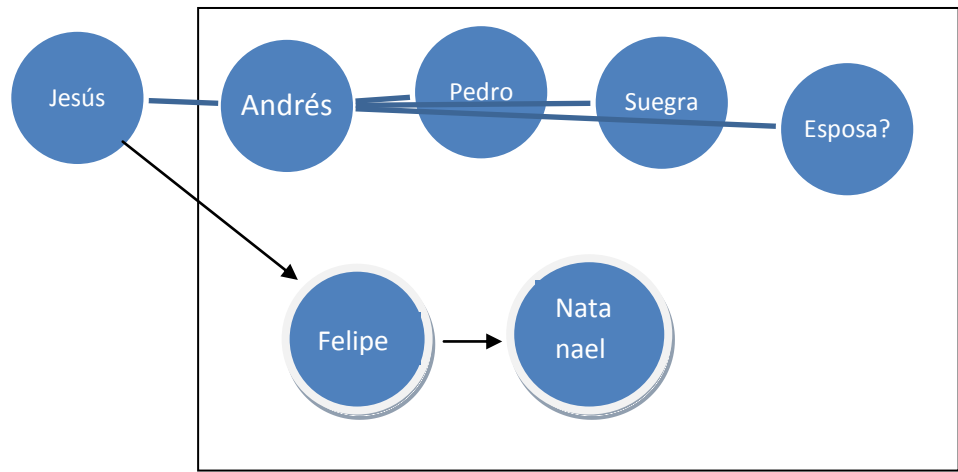 Jesús
Andrés
Pedro
Suegra
Esposa?
Felipe
Nata
nael